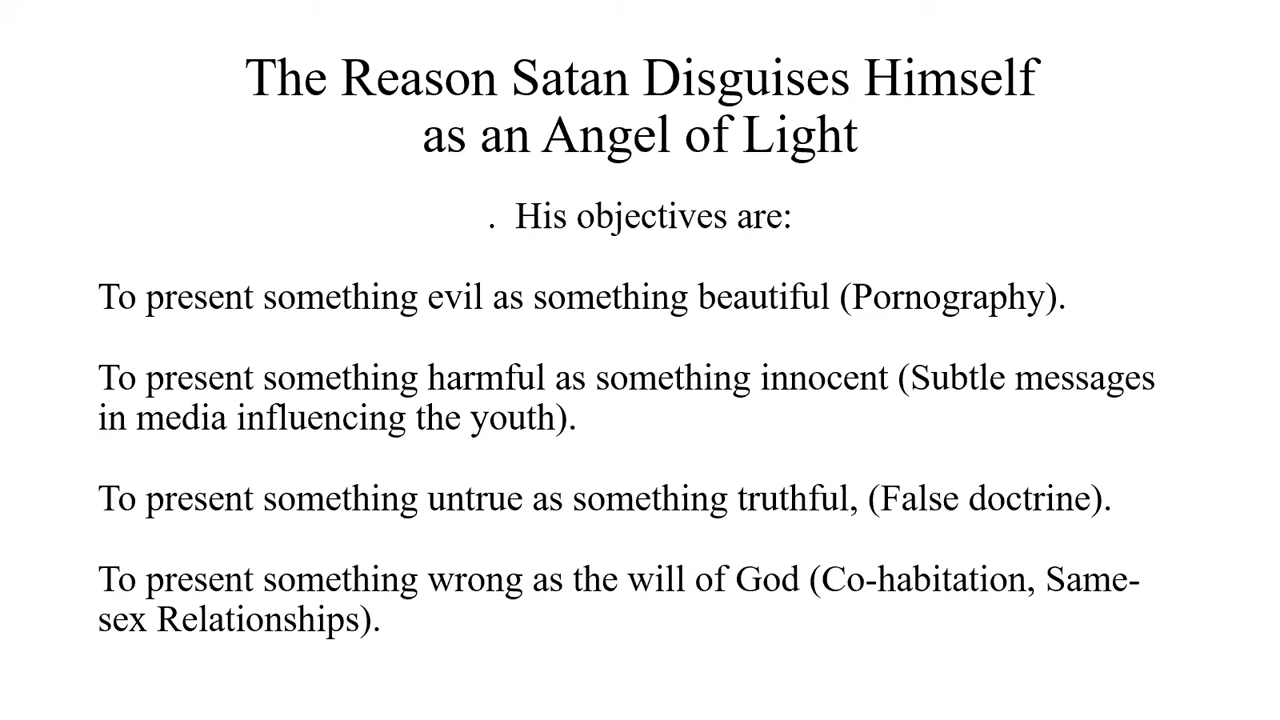 The Reason Satan Disguises Himself
as an Angel of Light
. His objectives are:
To present something evil as something beautiful (Pornography).
To present something harmful as something innocent (Subtle messages
in media influencing the youth).
To present something untrue as something truthful, (False doctrine).
To present something wrong as the will of God (Co-habitation, Same-
sex Relationships).